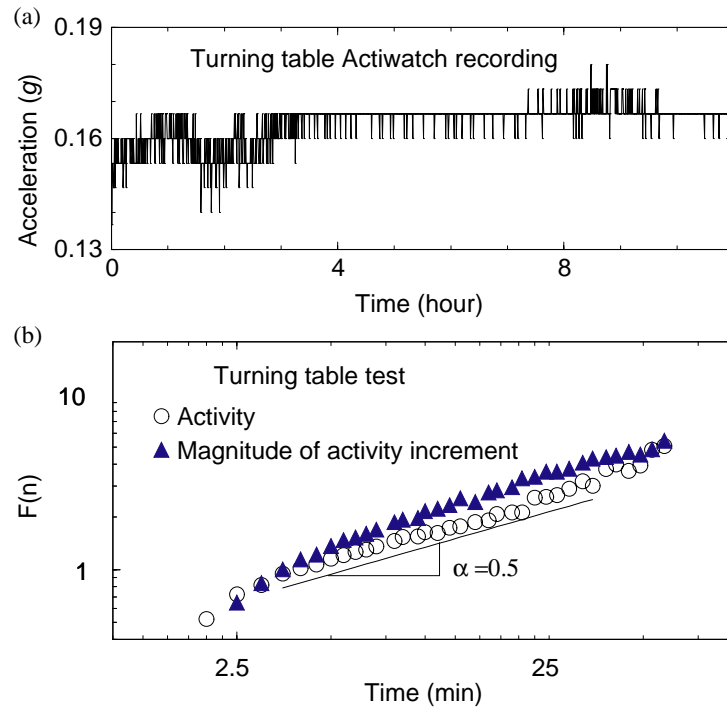 (a)
0.19
Turning table Actiwatch recording
Acceleration (g)
0.16
0.13
0
4
8
Time (hour)
(b)
Turning table test
10
Activity
Magnitude of activity increment
F(n)
1
α =0.5
2.5
25
Time (min)